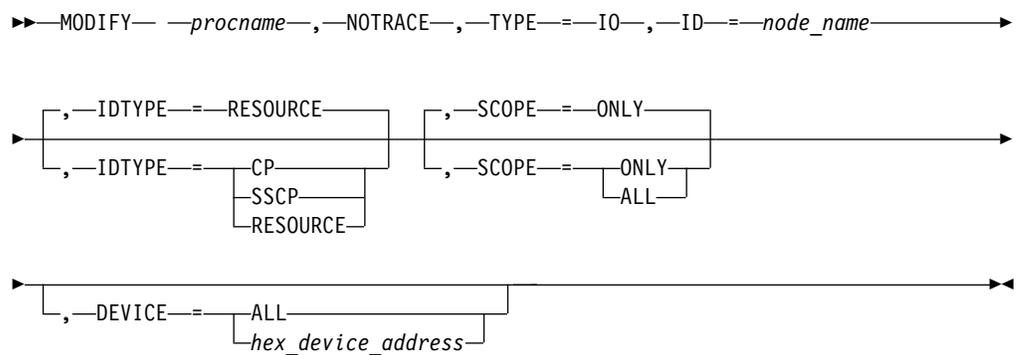 MODIFY procname , NOTRACE , TYPE = IO , ID = node_name
, IDTYPE = RESOURCE , SCOPE = ONLY
, IDTYPE = CP , SCOPE = ONLY
SSCP ALL
RESOURCE
, DEVICE = ALL
hex_device_address